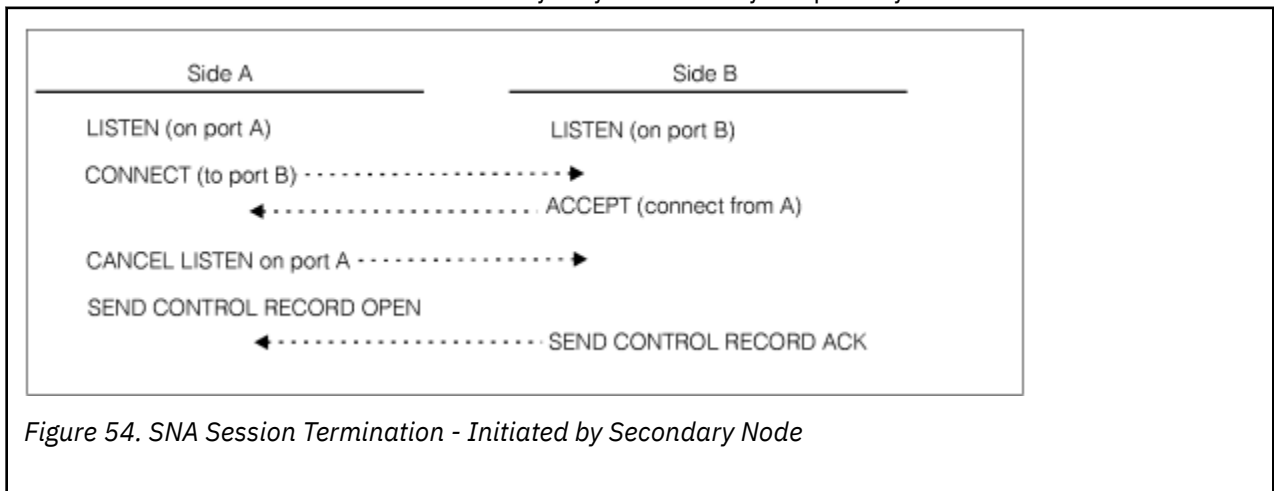 Side A Side B
LISTEN (on port A) LISTEN (on port B)
CONNECT (to port B)
ACCEPT (connect from A)
CANCEL LISTEN on port A
SEND CONTROL RECORD OPEN
SEND CONTROL RECORD ACK
Figure 54. SNA Session Termination - Initiated by Secondary Node